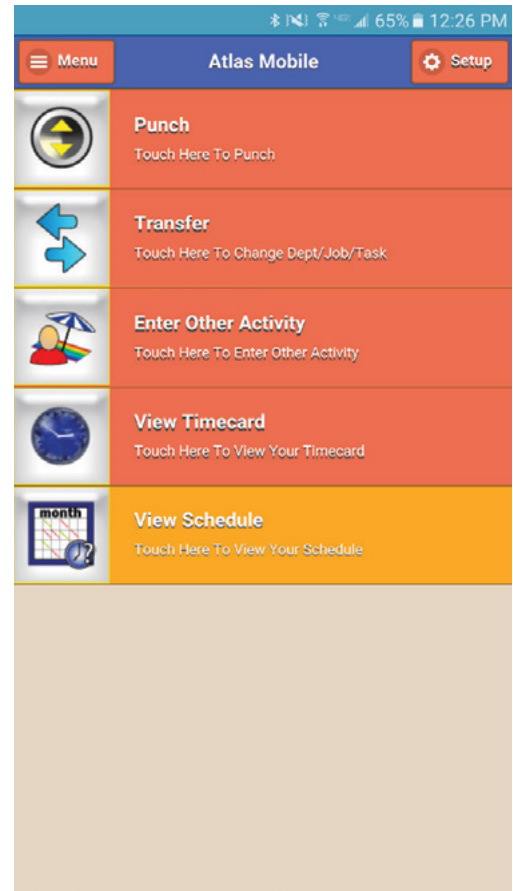 65% 12:26 PM
Menu Atlas Mobile Setup
Punch
Touch Here To Punch
Transfer
Touch Here To Change Dept/Job/Task
Enter Other Activity
Touch Here To Enter Other Activity
View Timecard
Touch Here To View Your Timecard
month
View Schedule
?
Touch Here To View Your Schedule